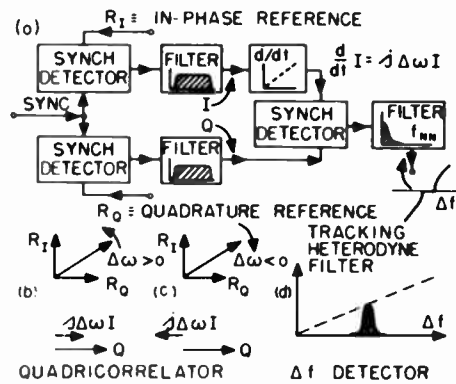 (a)
R_I ≡ IN-PHASE REFERENCE
SYNCH
DETECTOR
FILTER
I
d/dt
d/dt I = jΔωI
SYNC
SYNCH
DETECTOR
FILTER
f_NN
SYNCH
DETECTOR
FILTER
Q
Δf
R_Q ≡ QUADRATURE REFERENCE
TRACKING
HETERODYNE
FILTER
R_I
Δω>0
R_Q
(b)
R_I
Δω<0
R_Q
(c)
(d)
Δf
jΔωI
Q
jΔωI
Q
QUADRICORRELATOR
Δf DETECTOR